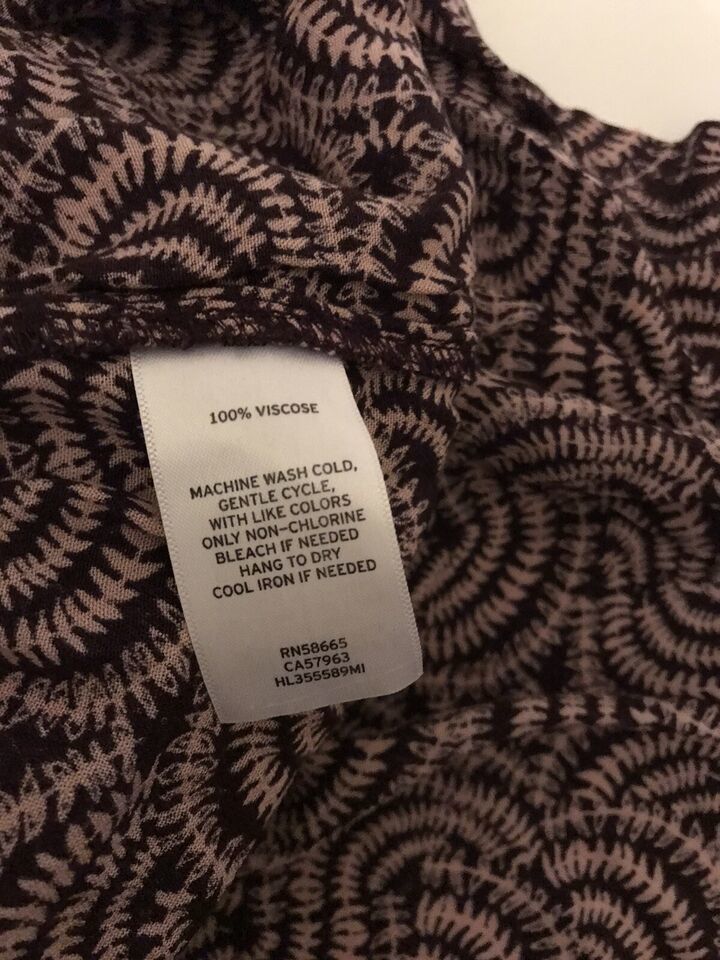 100% VISCOSE
MACHINE WASH COLD,
GENTLE CYCLE,
WITH LIKE COLORS
ONLY NON-CHLORINE
BLEACH IF NEEDED
HANG TO DRY
COOL IRON IF NEEDED
RN58665
CA57963
HL355589MI